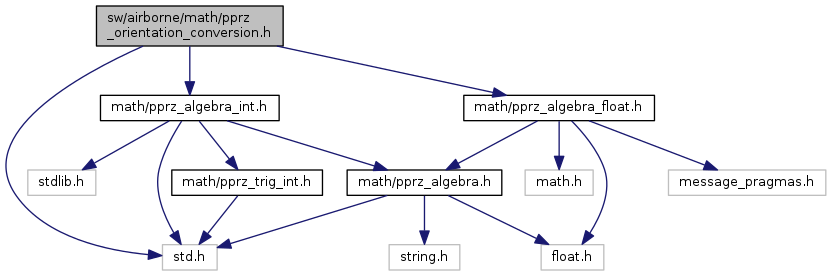 sw/airborne/math/pprz
_orientation_conversion.h
math/pprz_algebra_int.h
math/pprz_algebra_float.h
stdlib.h
math/pprz_trig_int.h
math/pprz_algebra.h
math.h
message_pragmas.h
std.h
string.h
float.h